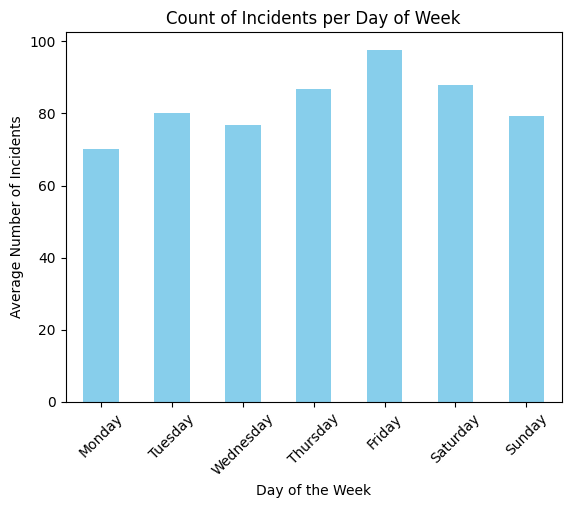 Count of Incidents per Day of Week
Average Number of Incidents
100
80
60
40
20
0
Monday
Tuesday
Wednesday
Thursday
Friday
Saturday
Sunday
Day of the Week